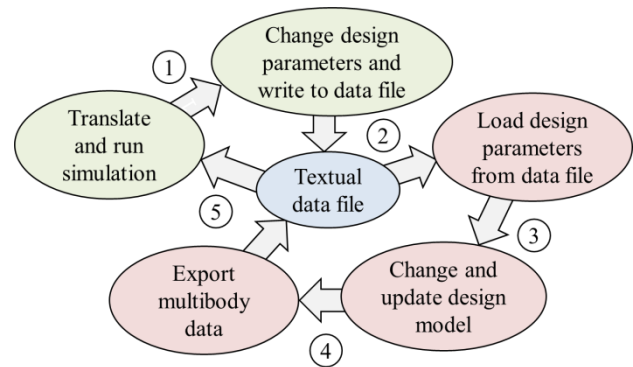 Change design
parameters and
write to data file
1
Translate
and run
simulation
2
Load design
parameters
from data file
Textual
data file
5
3
Export
multibody
data
Change and
update design
model
4